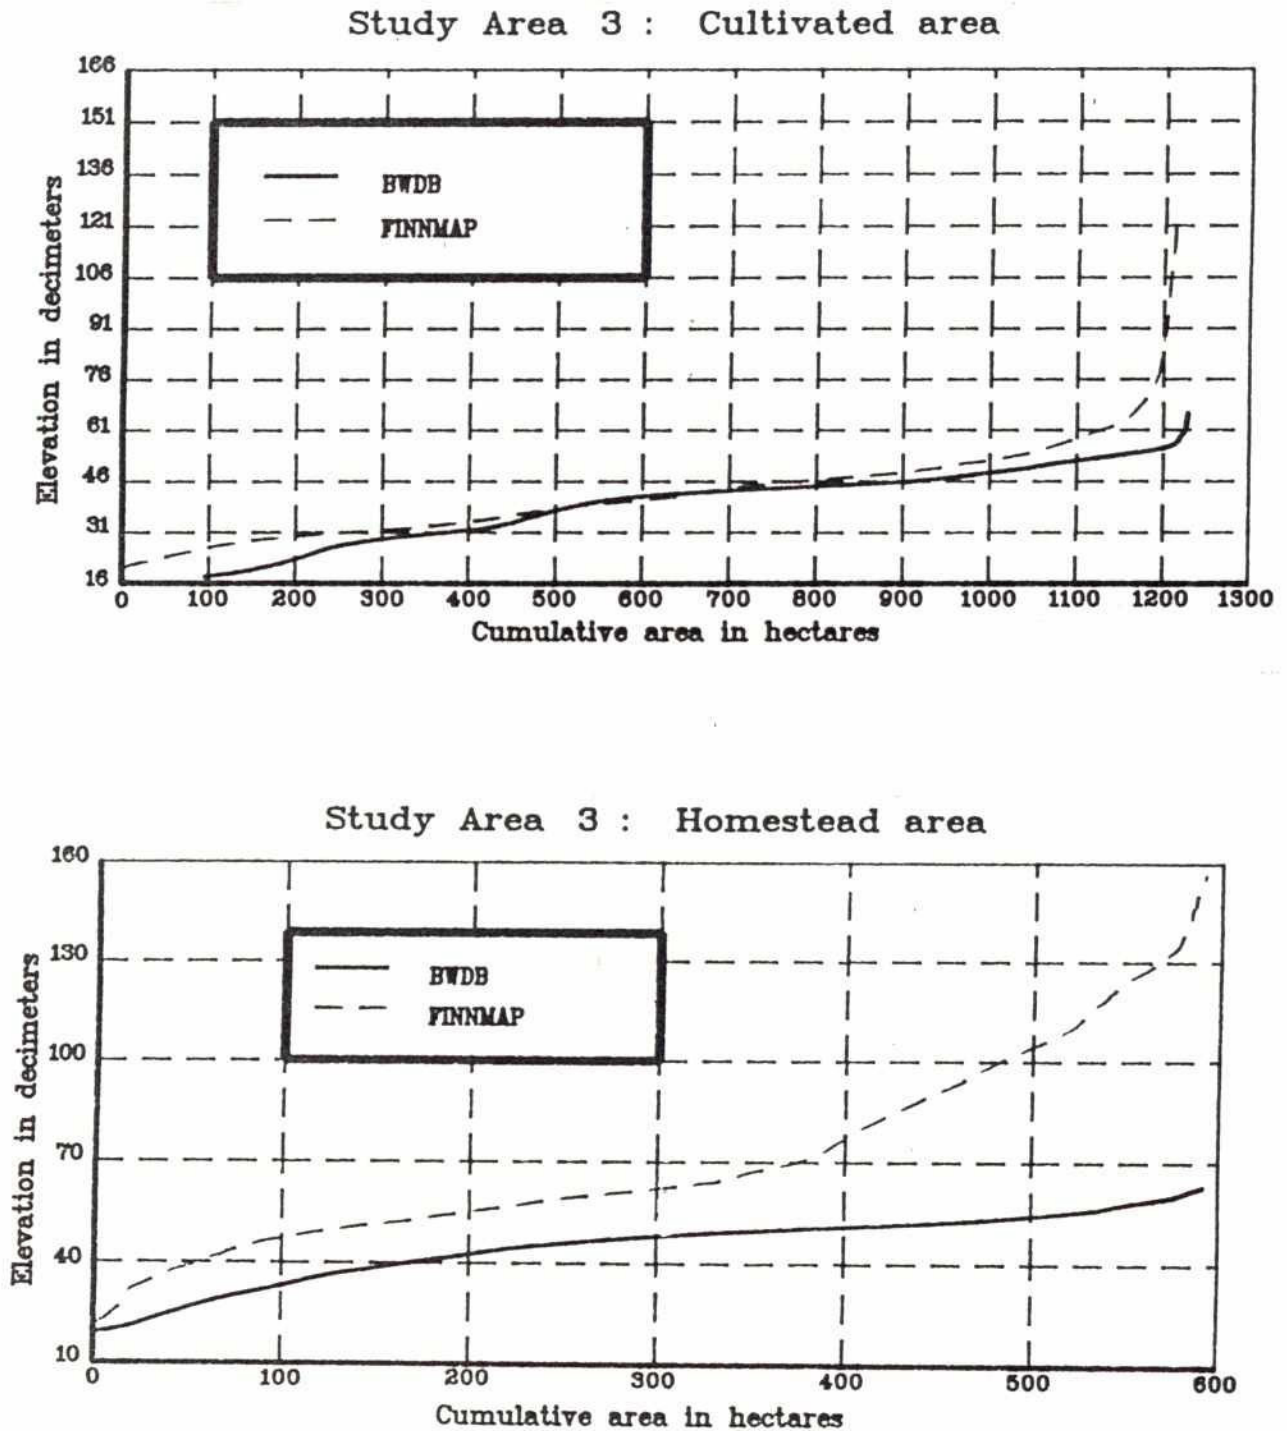 Study Area 3 : Cultivated area
166
151
136
121
106
91
76
61
46
31
16
Elevation in decimeters
BWDB
FINNMAP
0 100 200 300 400 500 600 700 800 900 1000 1100 1200 1300
Cumulative area in hectares
Study Area 3 : Homestead area
160
130
100
70
40
10
Elevation in decimeters
BWDB
FINNMAP
0 100 200 300 400 500 600
Cumulative area in hectares